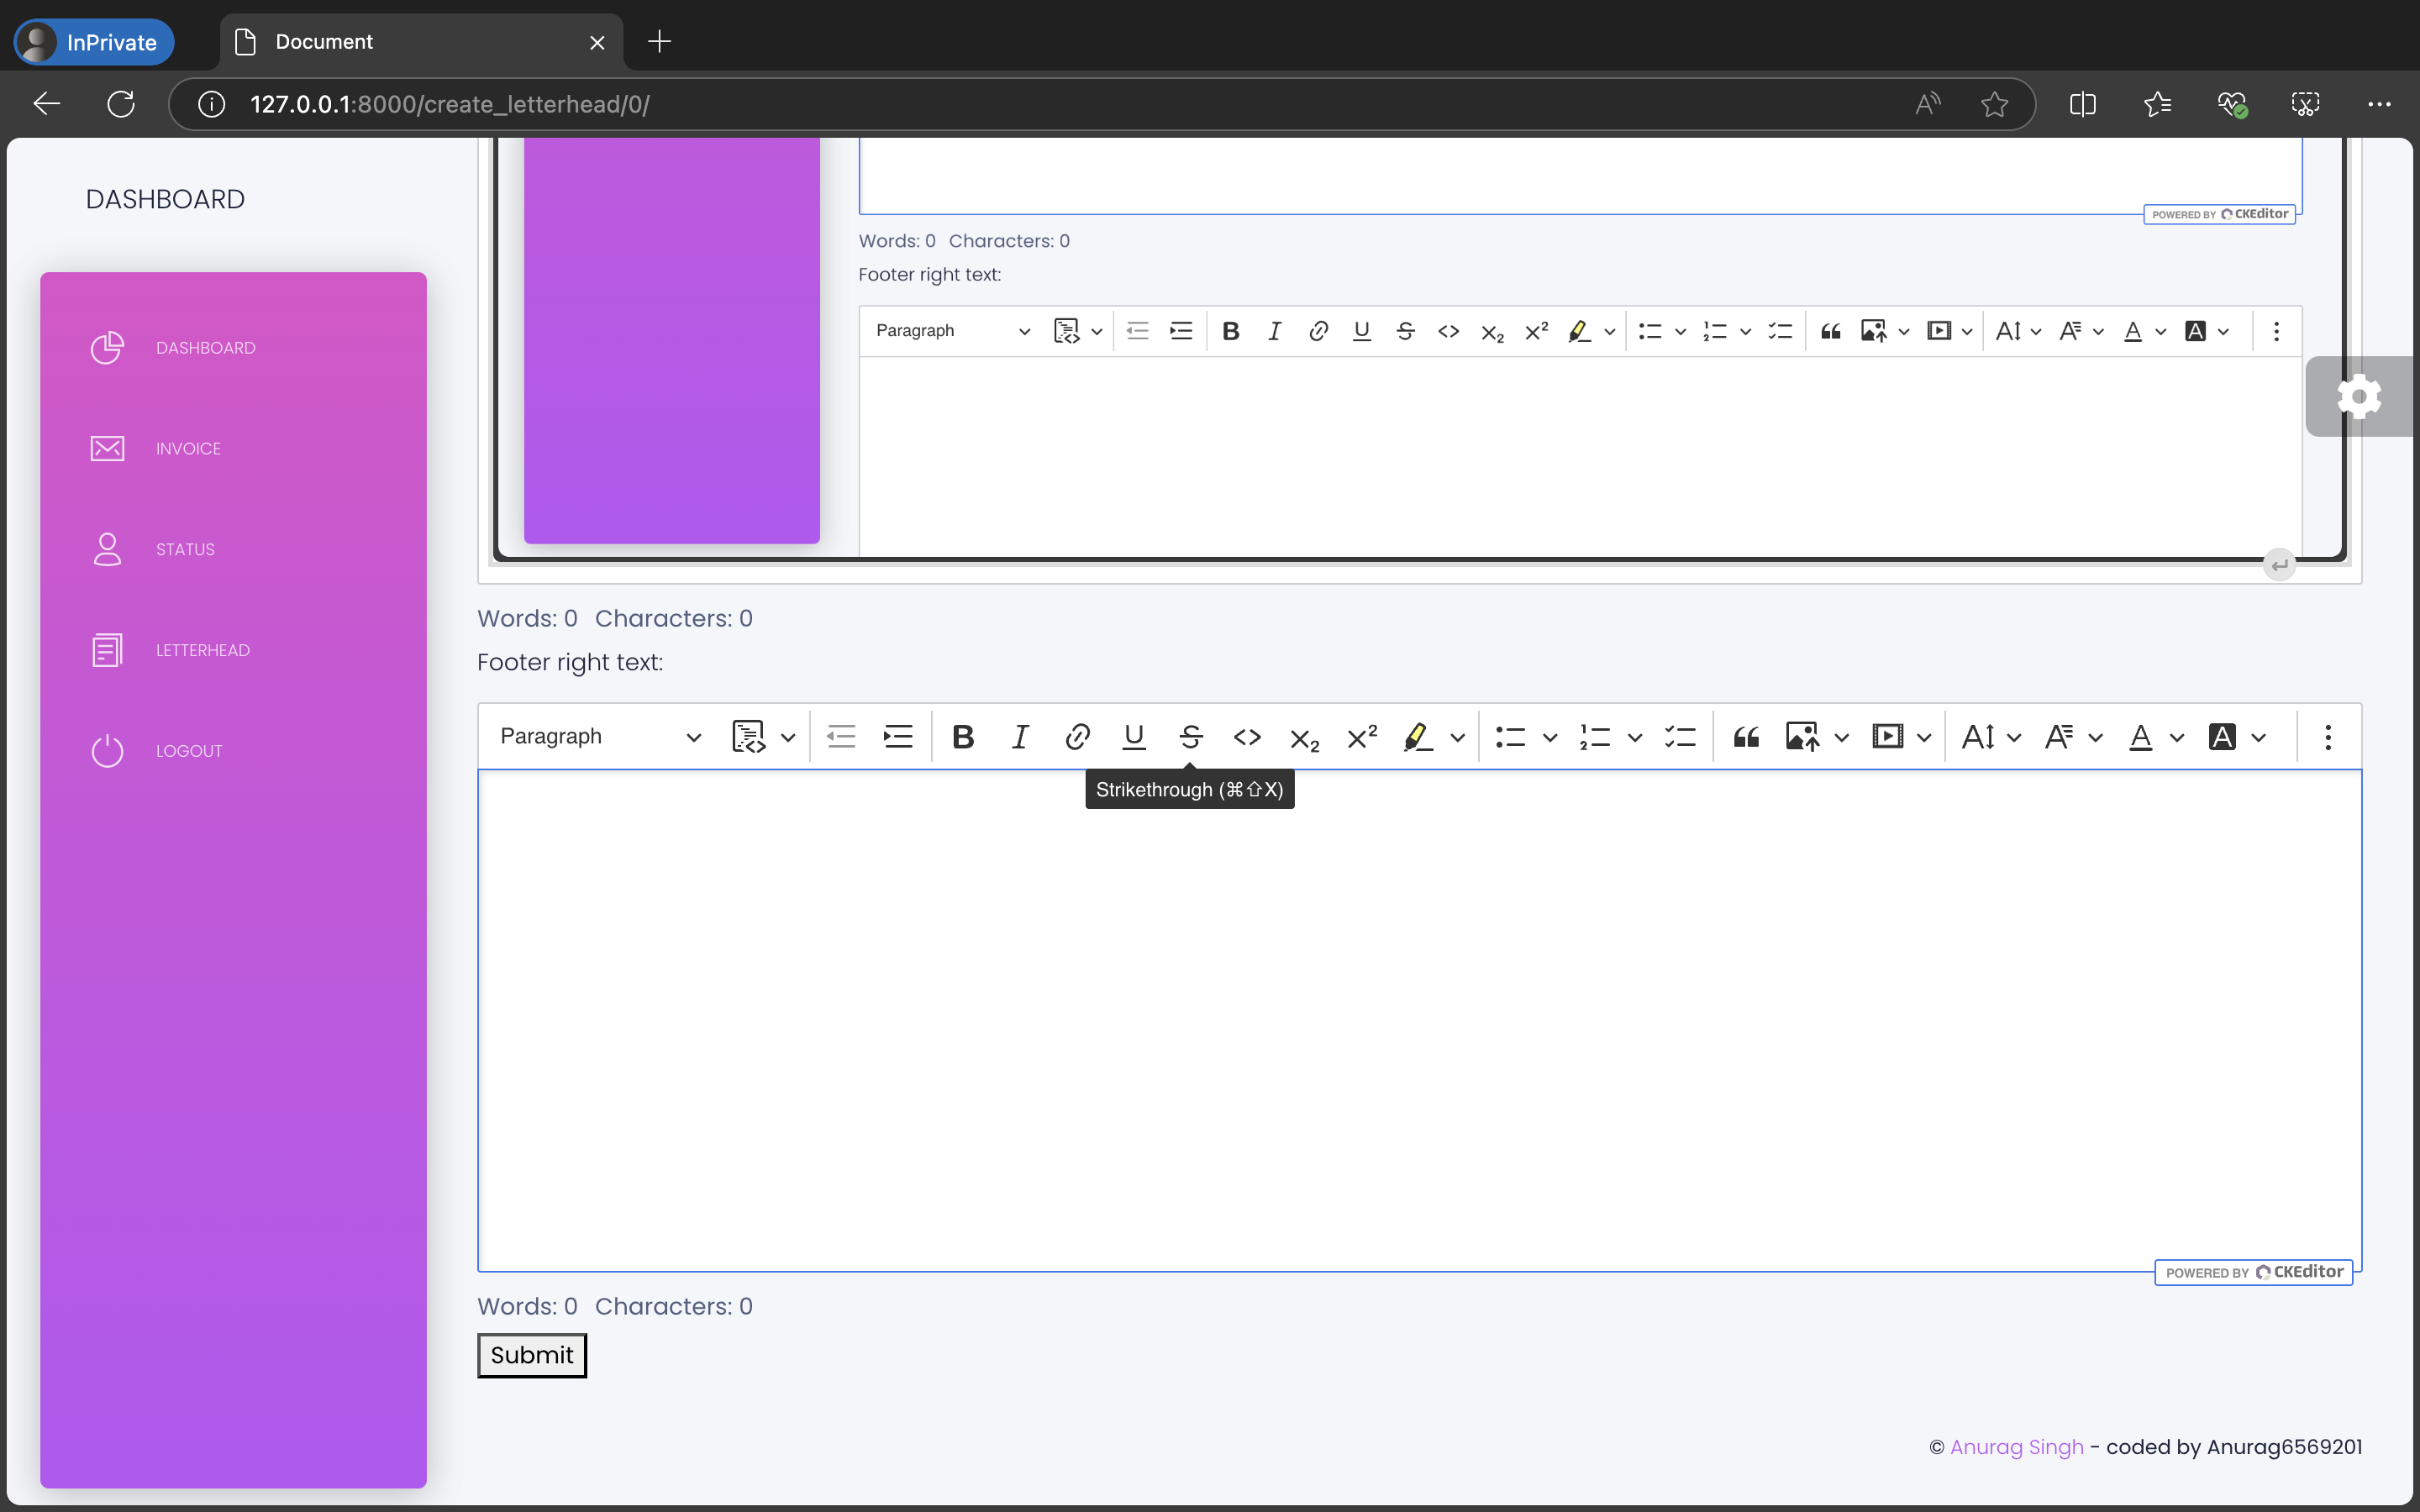 InPrivate
Document
127.0.0.1:8000/create_letterhead/0/
DASHBOARD
DASHBOARD
INVOICE
STATUS
LETTERHEAD
LOGOUT
POWERED BY CKEditor
Words: 0 Characters: 0
Footer right text:
Paragraph
Words: 0 Characters: 0
Footer right text:
Paragraph
Strikethrough (⌘⇧X)
POWERED BY CKEditor
Words: 0 Characters: 0
Submit
© Anurag Singh - coded by Anurag6569201